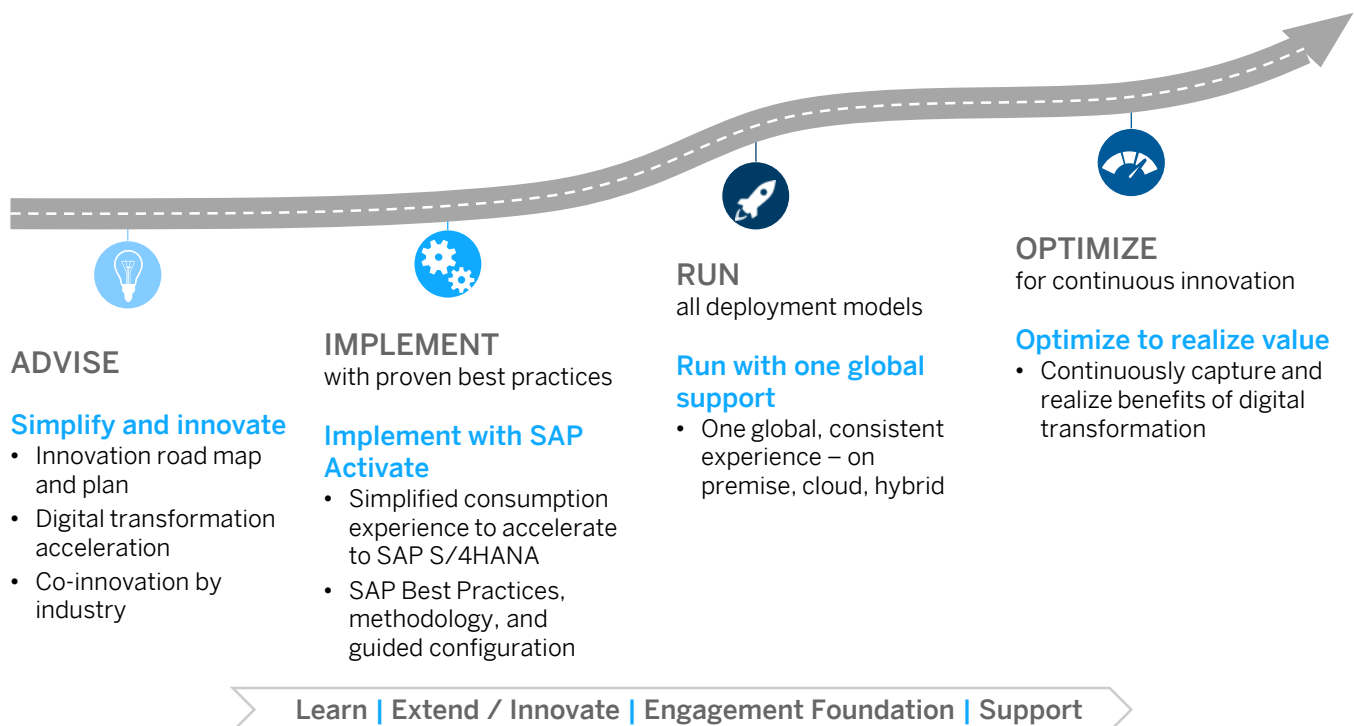 ADVISE
Simplify and innovate
• Innovation road map
and plan
• Digital transformation
acceleration
• Co-innovation by
industry
IMPLEMENT
with proven best practices
Implement with SAP
Activate
• Simplified consumption
experience to accelerate
to SAP S/4HANA
• SAP Best Practices,
methodology, and
guided configuration
RUN
all deployment models
Run with one global
support
• One global, consistent
experience – on
premise, cloud, hybrid
OPTIMIZE
for continuous innovation
Optimize to realize value
• Continuously capture and
realize benefits of digital
transformation
Learn | Extend / Innovate | Engagement Foundation | Support